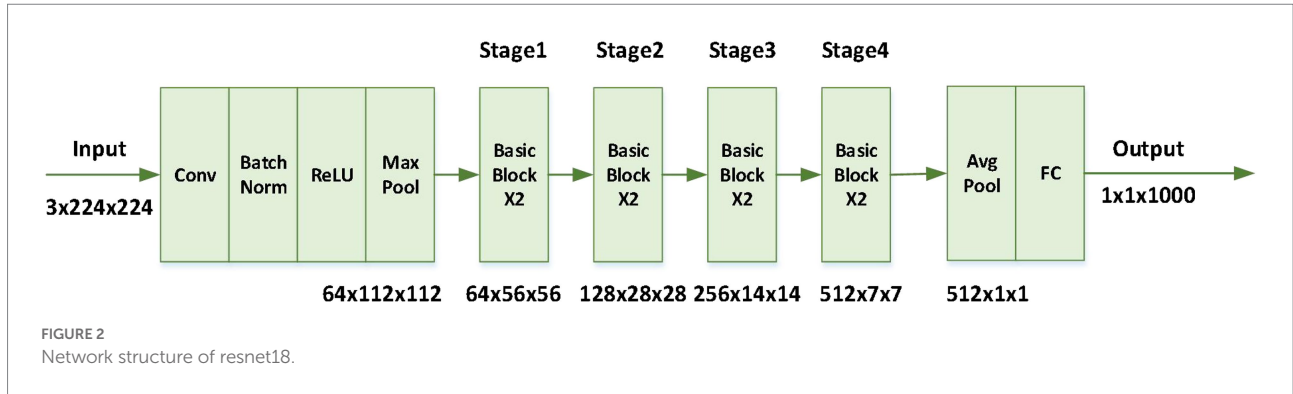 Stage1 Stage2 Stage3 Stage4
Input
3x224x224
Conv
Batch
Norm
ReLU
Max
Pool
Basic
Block
X2
Basic
Block
X2
Basic
Block
X2
Basic
Block
X2
Avg
Pool
FC
Output
1x1x1000
64x112x112 64x56x56 128x28x28 256x14x14 512x7x7 512x1x1
FIGURE 2
Network structure of resnet18.